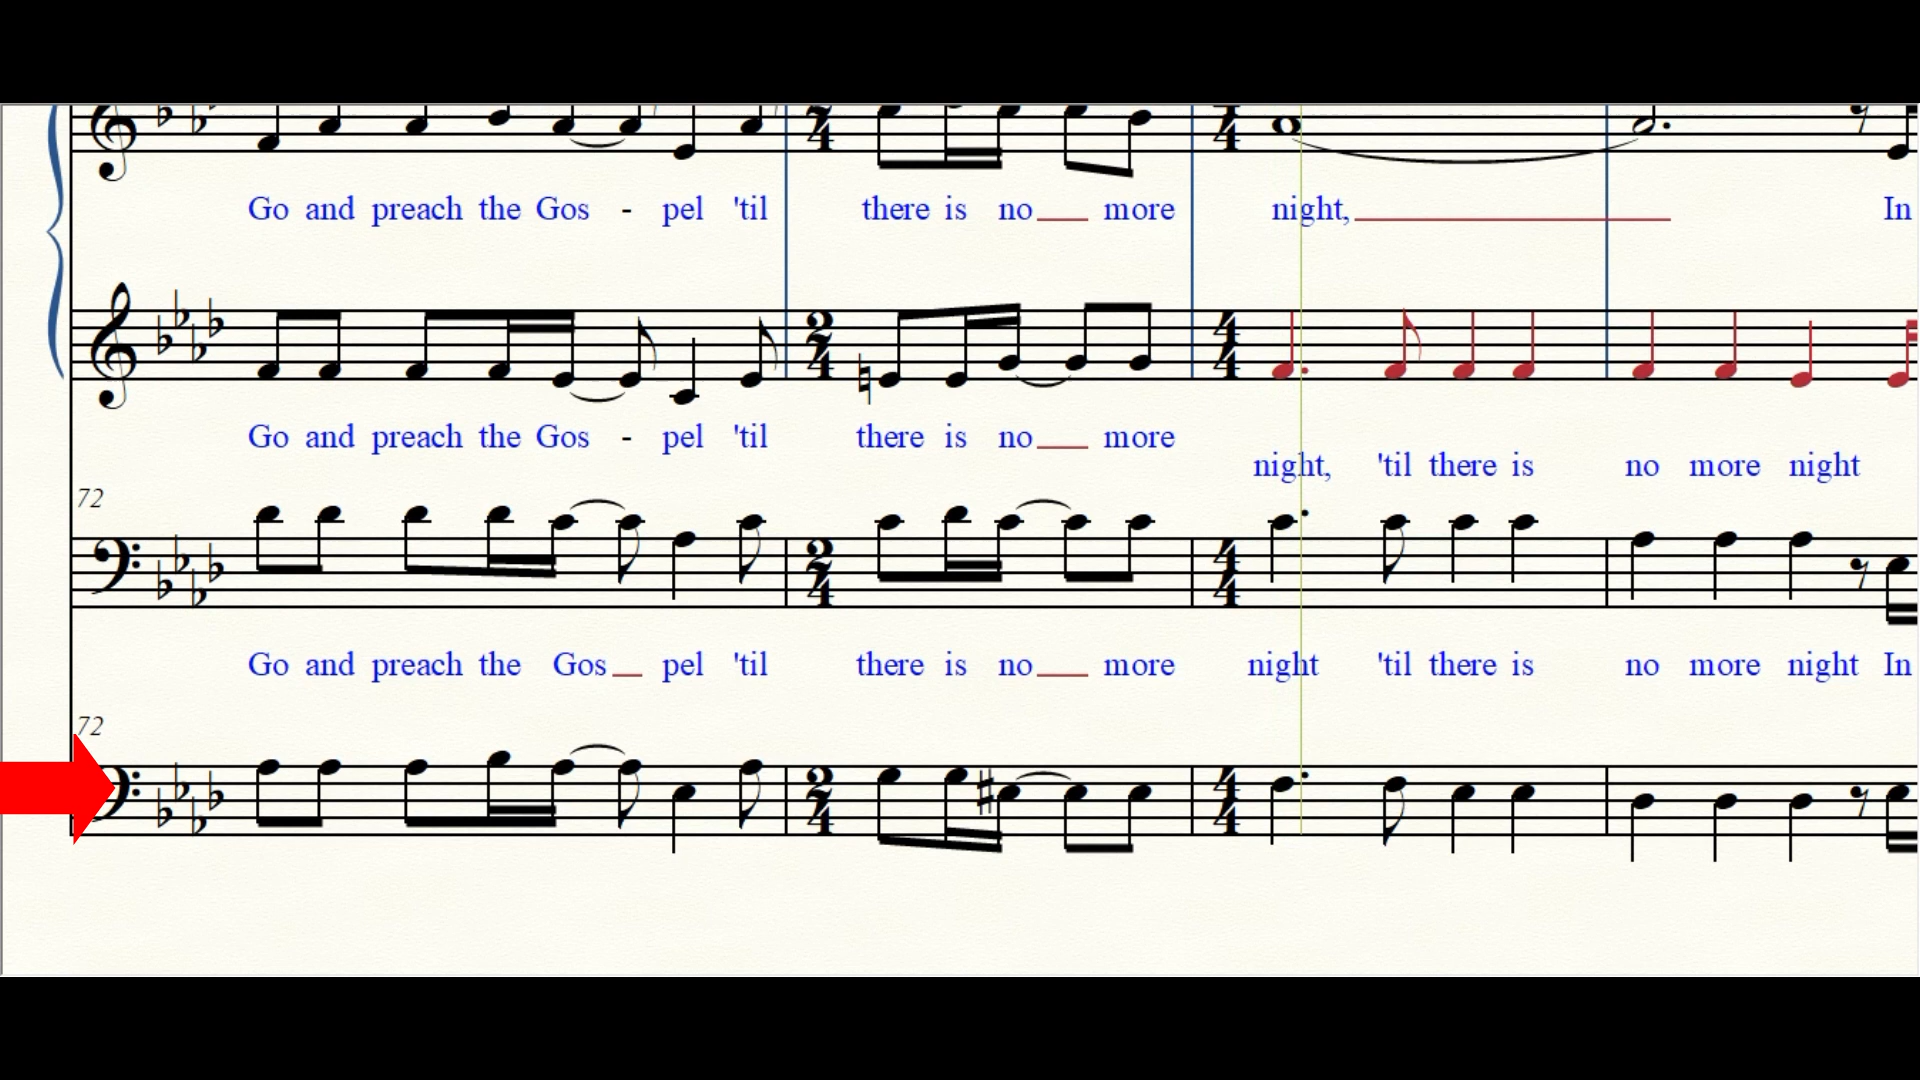 Go and preach the Gos - pel 'til there is no more night, In
Go and preach the Gos - pel 'til there is no more
night, 'til there is no more night
72
Go and preach the Gos pel 'til there is no more night 'til there is no more night In
72